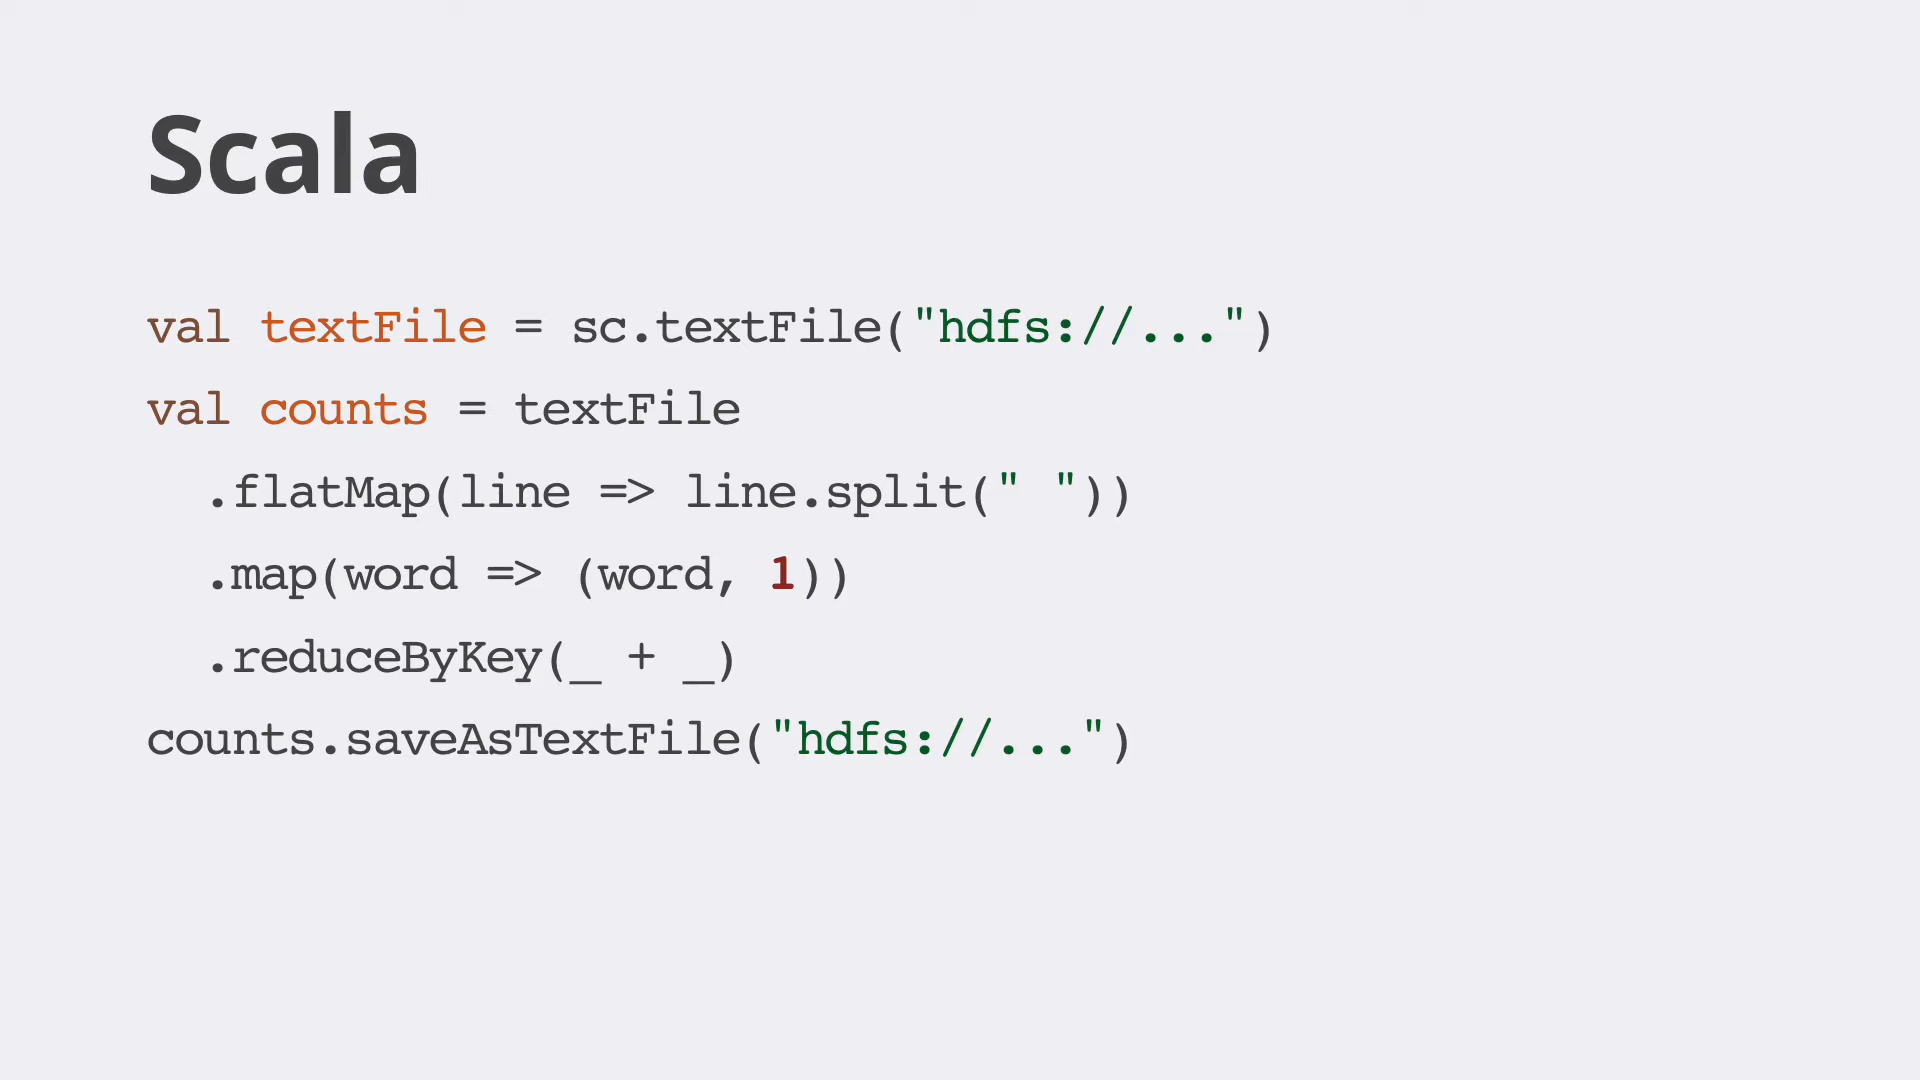 Scala
val textFile = sc.textFile("hdfs://...")
val counts = textFile
  .flatMap(line => line.split(" "))
  .map(word => (word, 1))
  .reduceByKey(_ + _)
counts.saveAsTextFile("hdfs://...")